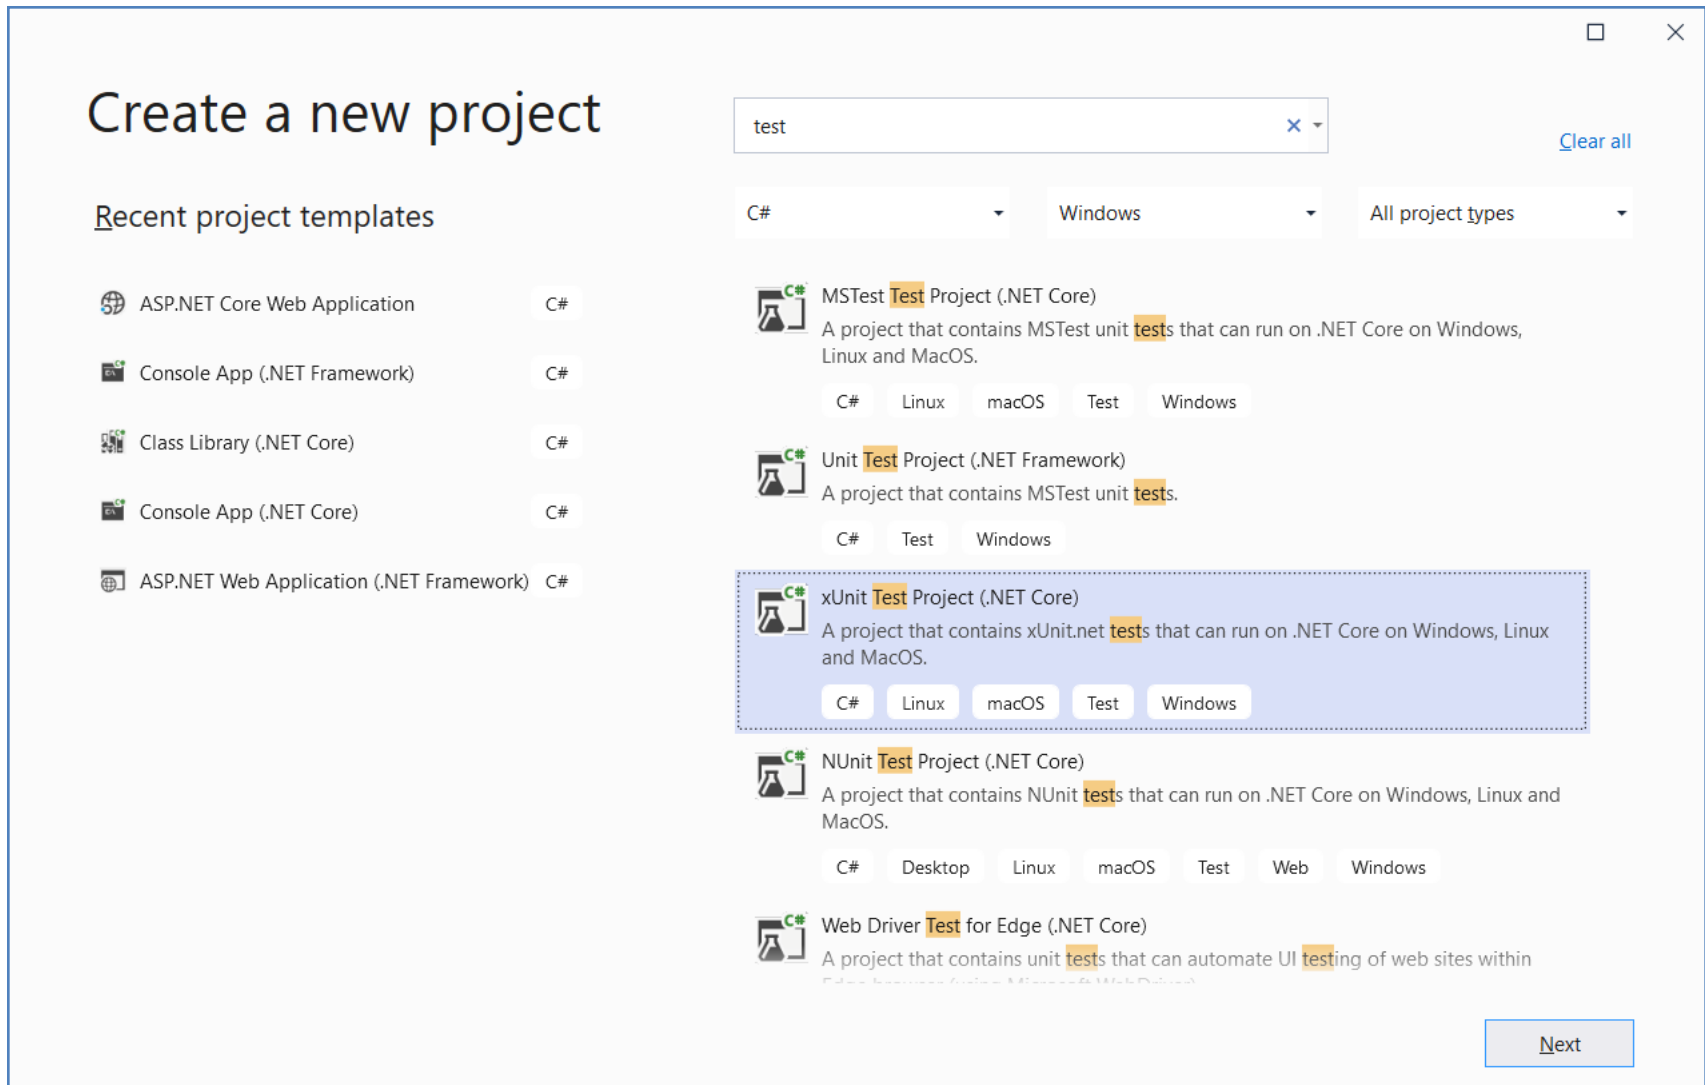 Create a new project
test
Clear all
Recent project templates
C#
Windows
All project types
ASP.NET Core Web Application C#
Console App (.NET Framework) C#
Class Library (.NET Core) C#
Console App (.NET Core) C#
ASP.NET Web Application (.NET Framework) C#
MSTest Test Project (.NET Core)
A project that contains MSTest unit tests that can run on .NET Core on Windows,
Linux and MacOS.
C# Linux macOS Test Windows
Unit Test Project (.NET Framework)
A project that contains MSTest unit tests.
C# Test Windows
xUnit Test Project (.NET Core)
A project that contains xUnit.net tests that can run on .NET Core on Windows, Linux
and MacOS.
C# Linux macOS Test Windows
NUnit Test Project (.NET Core)
A project that contains NUnit tests that can run on .NET Core on Windows, Linux and
MacOS.
C# Desktop Linux macOS Test Web Windows
Web Driver Test for Edge (.NET Core)
A project that contains unit tests that can automate UI testing of web sites within
Edge browser (using Microsoft WebDriver).
Next